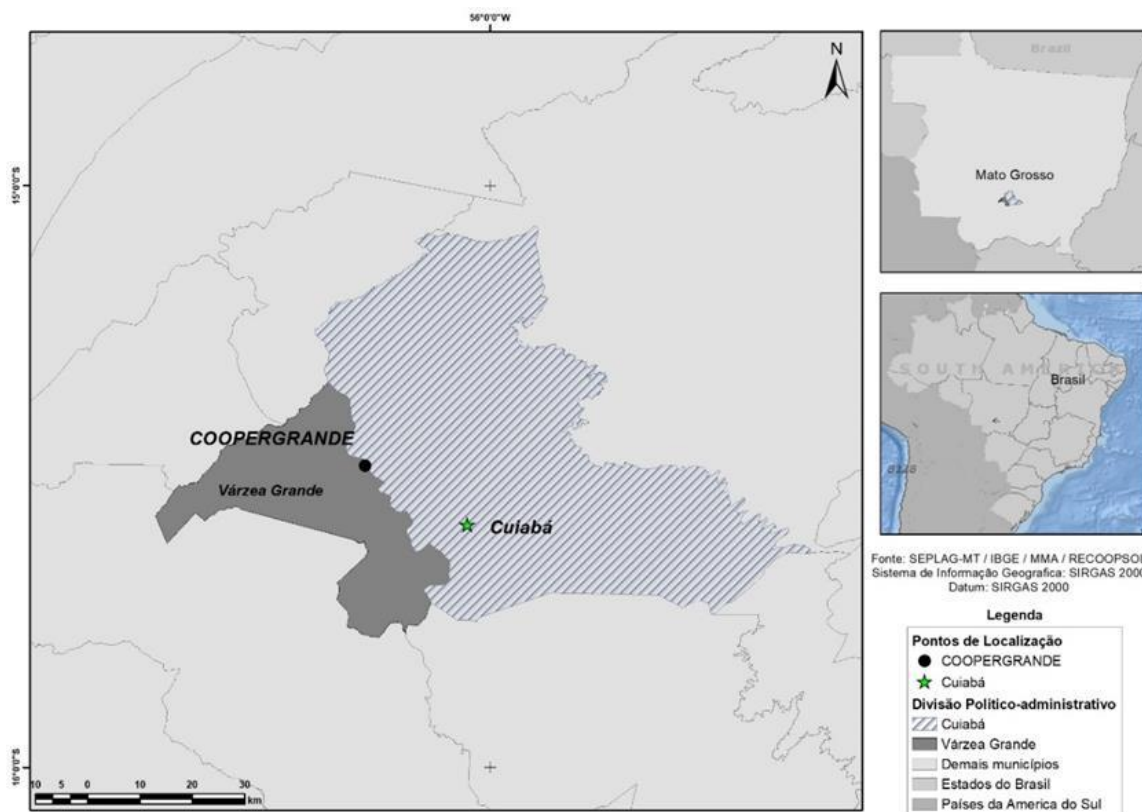 56°0'0"W
15°0'0"S
16°0'0"S
N
COOPERGRANDE
Várzea Grande
Cuiabá
10 5 0 10 20 30
km
Brazil
Mato Grosso
SOUTH AMERICA
Brasil
Fonte: SEPLAG-MT / IBGE / MMA / RECOOPSOL
Sistema de Informação Geografica: SIRGAS 2000
Datum: SIRGAS 2000
Legenda
Pontos de Localização
COOPERGRANDE
Cuiabá
Divisão Político-administrativo
Cuiabá
Várzea Grande
Demais municípios
Estados do Brasil
Países da America do Sul